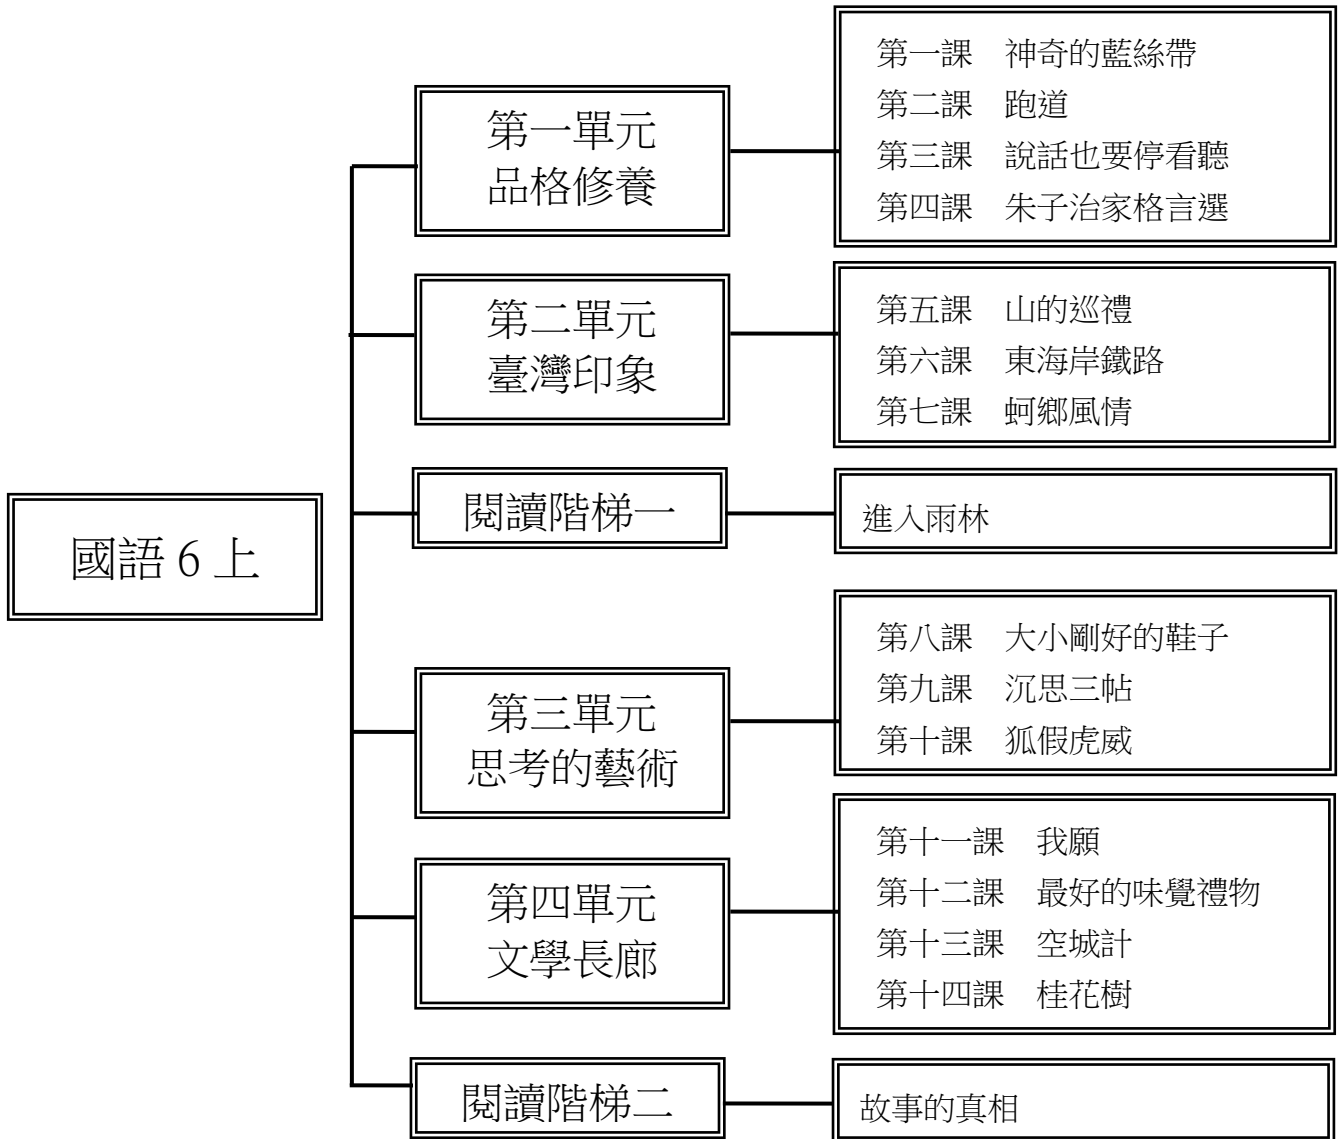 國語6上
第一單元
品格修養
第一課　神奇的藍絲帶
第二課　跑道
第三課　說話也要停看聽
第四課　朱子治家格言選
第二單元
臺灣印象
第五課　山的巡禮
第六課　東海岸鐵路
第七課　蚵鄉風情
閱讀階梯一
進入雨林
第三單元
思考的藝術
第八課　大小剛好的鞋子
第九課　沉思三帖
第十課　狐假虎威
第四單元
文學長廊
第十一課　我願
第十二課　最好的味覺禮物
第十三課　空城計
第十四課　桂花樹
閱讀階梯二
故事的真相